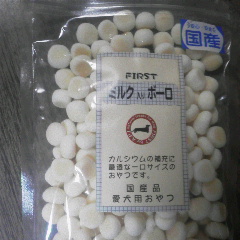 国産
FiRST
ミルク入りボーロ
カルシウムの補充に
最適な一口サイズの
おやつです。
国産品
愛犬用おやつ